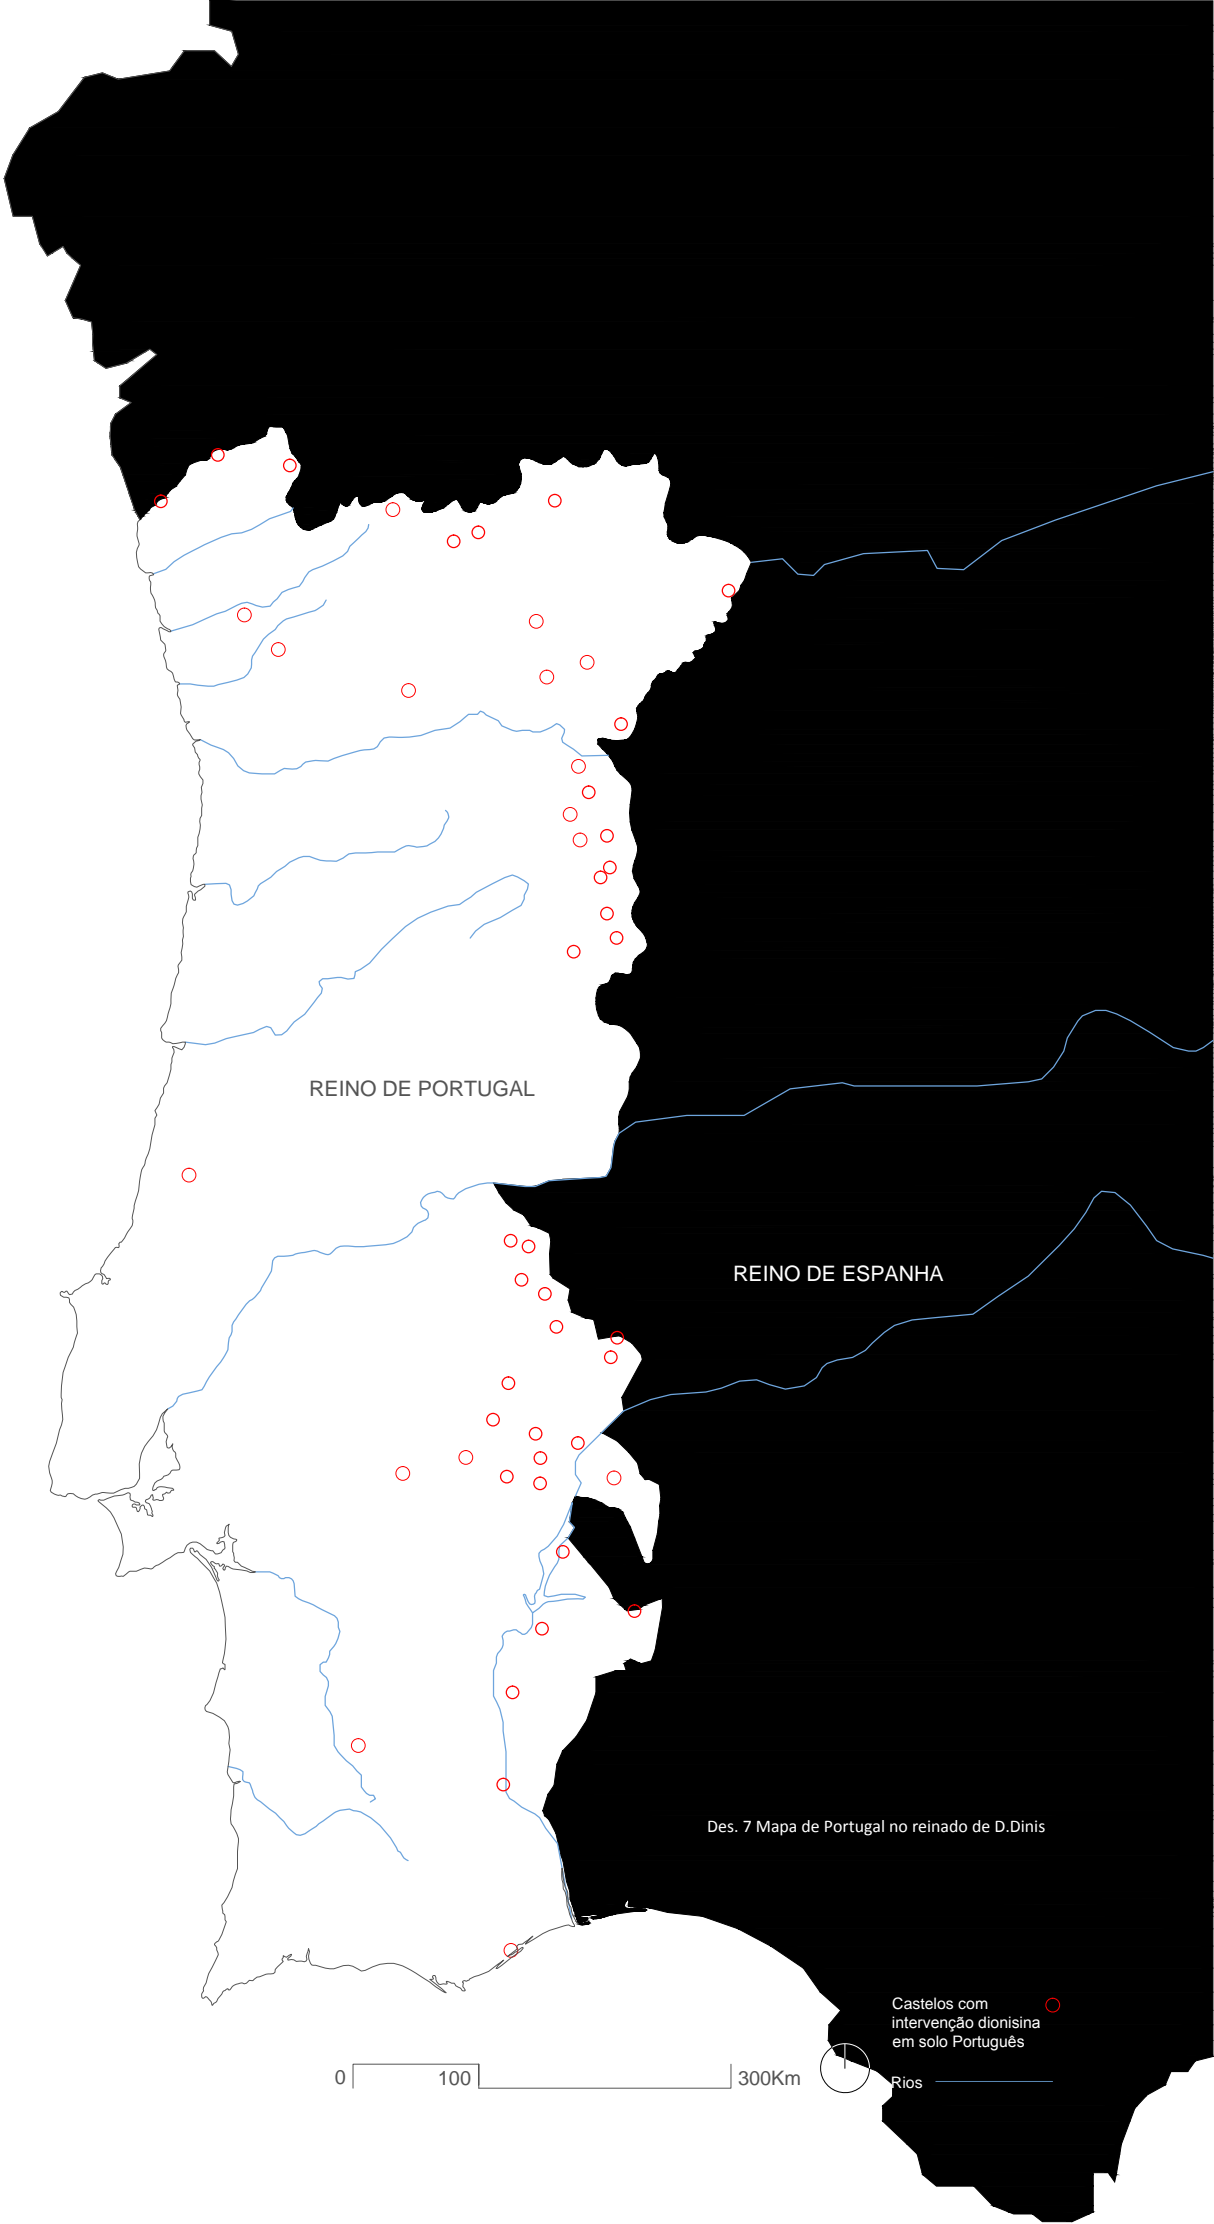 REINO DE PORTUGAL
REINO DE ESPANHA
Des. 7 Mapa de Portugal no reinado de D.Dinis
Castelos com
intervenção dionisina
em solo Português
Rios
0 100 300Km